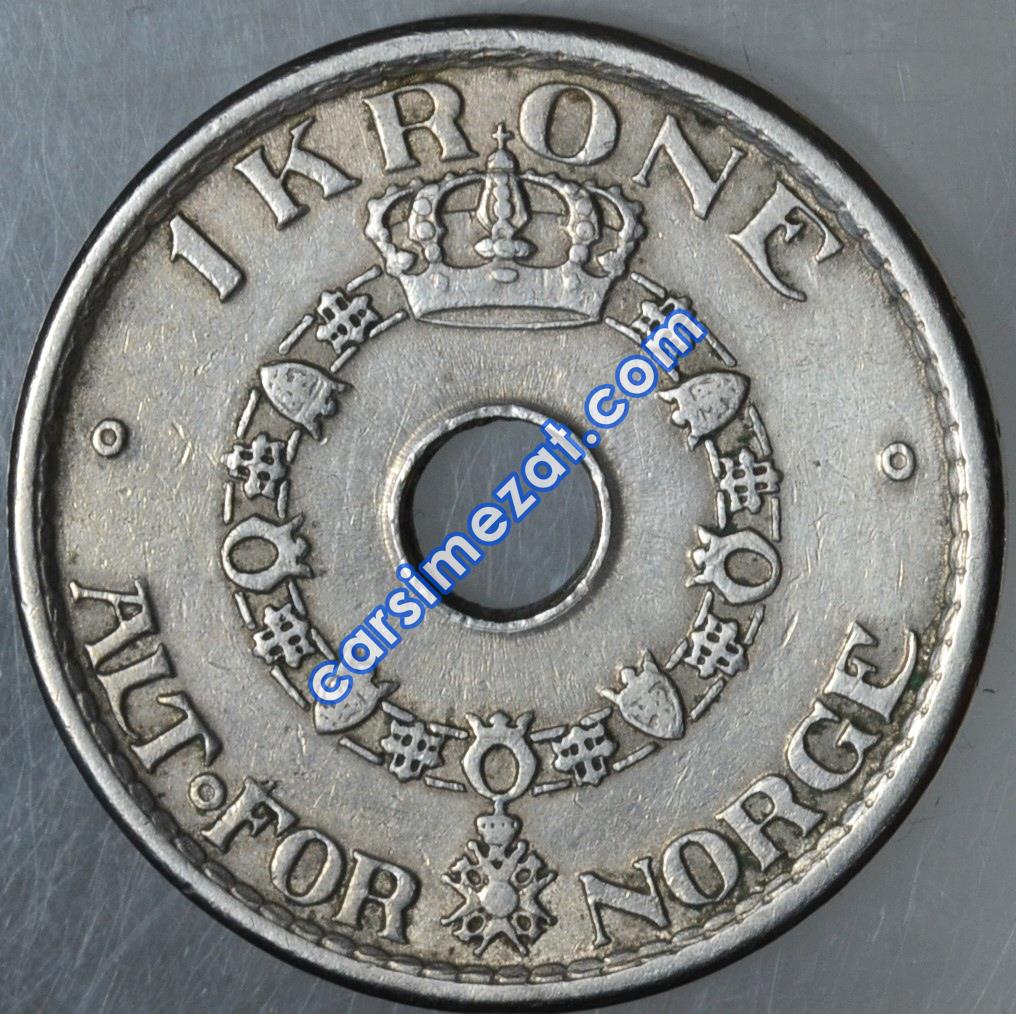 1 KRONE
ALT FOR NORGE
carsimezat.com